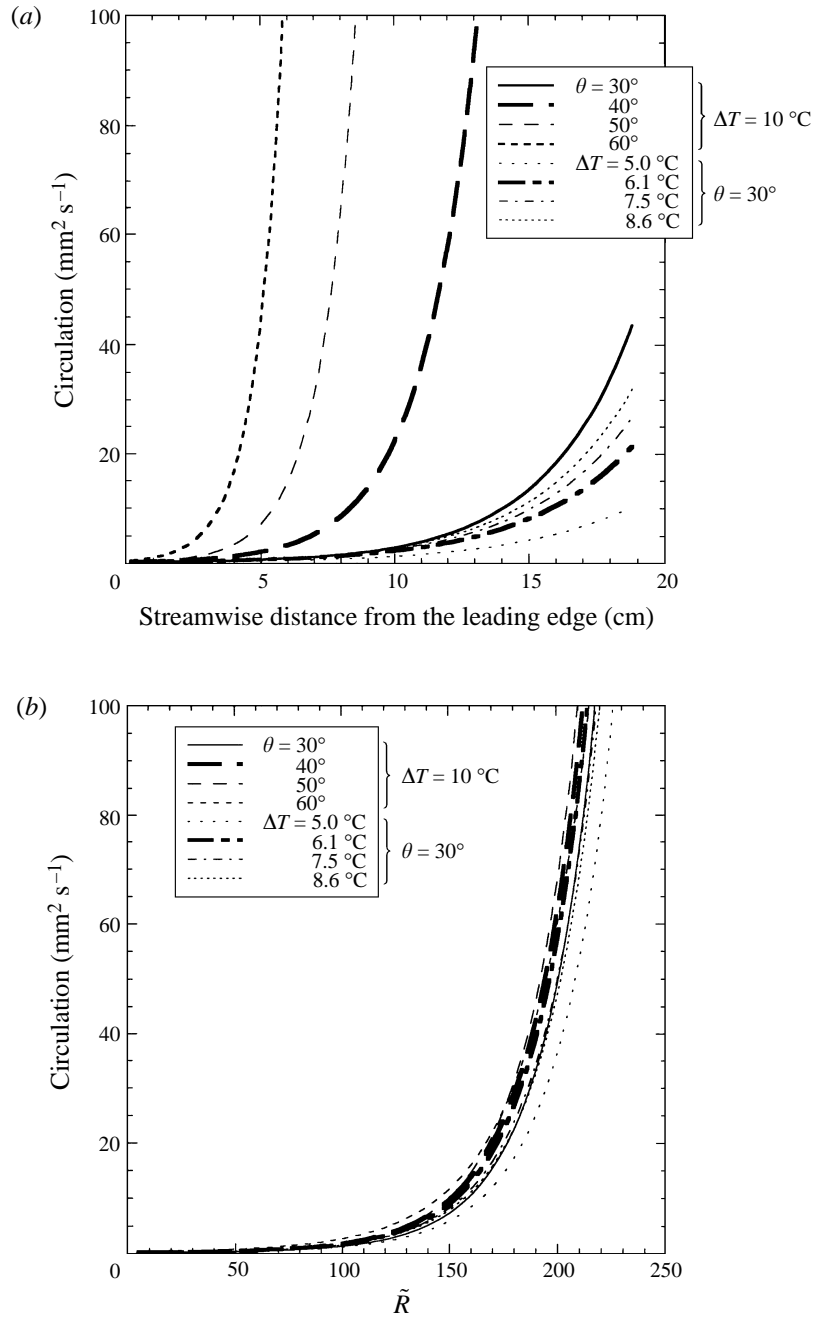 (a)
100
80
60
40
20
0
5
10
15
20
Circulation (mm² s⁻¹)
Streamwise distance from the leading edge (cm)
θ = 30°
40°
50°
60°
ΔT = 10 °C
ΔT = 5.0 °C
6.1 °C
7.5 °C
8.6 °C
θ = 30°
(b)
100
80
60
40
20
0
50
100
150
200
250
Circulation (mm² s⁻¹)
R̃
θ = 30°
40°
50°
60°
ΔT = 10 °C
ΔT = 5.0 °C
6.1 °C
7.5 °C
8.6 °C
θ = 30°